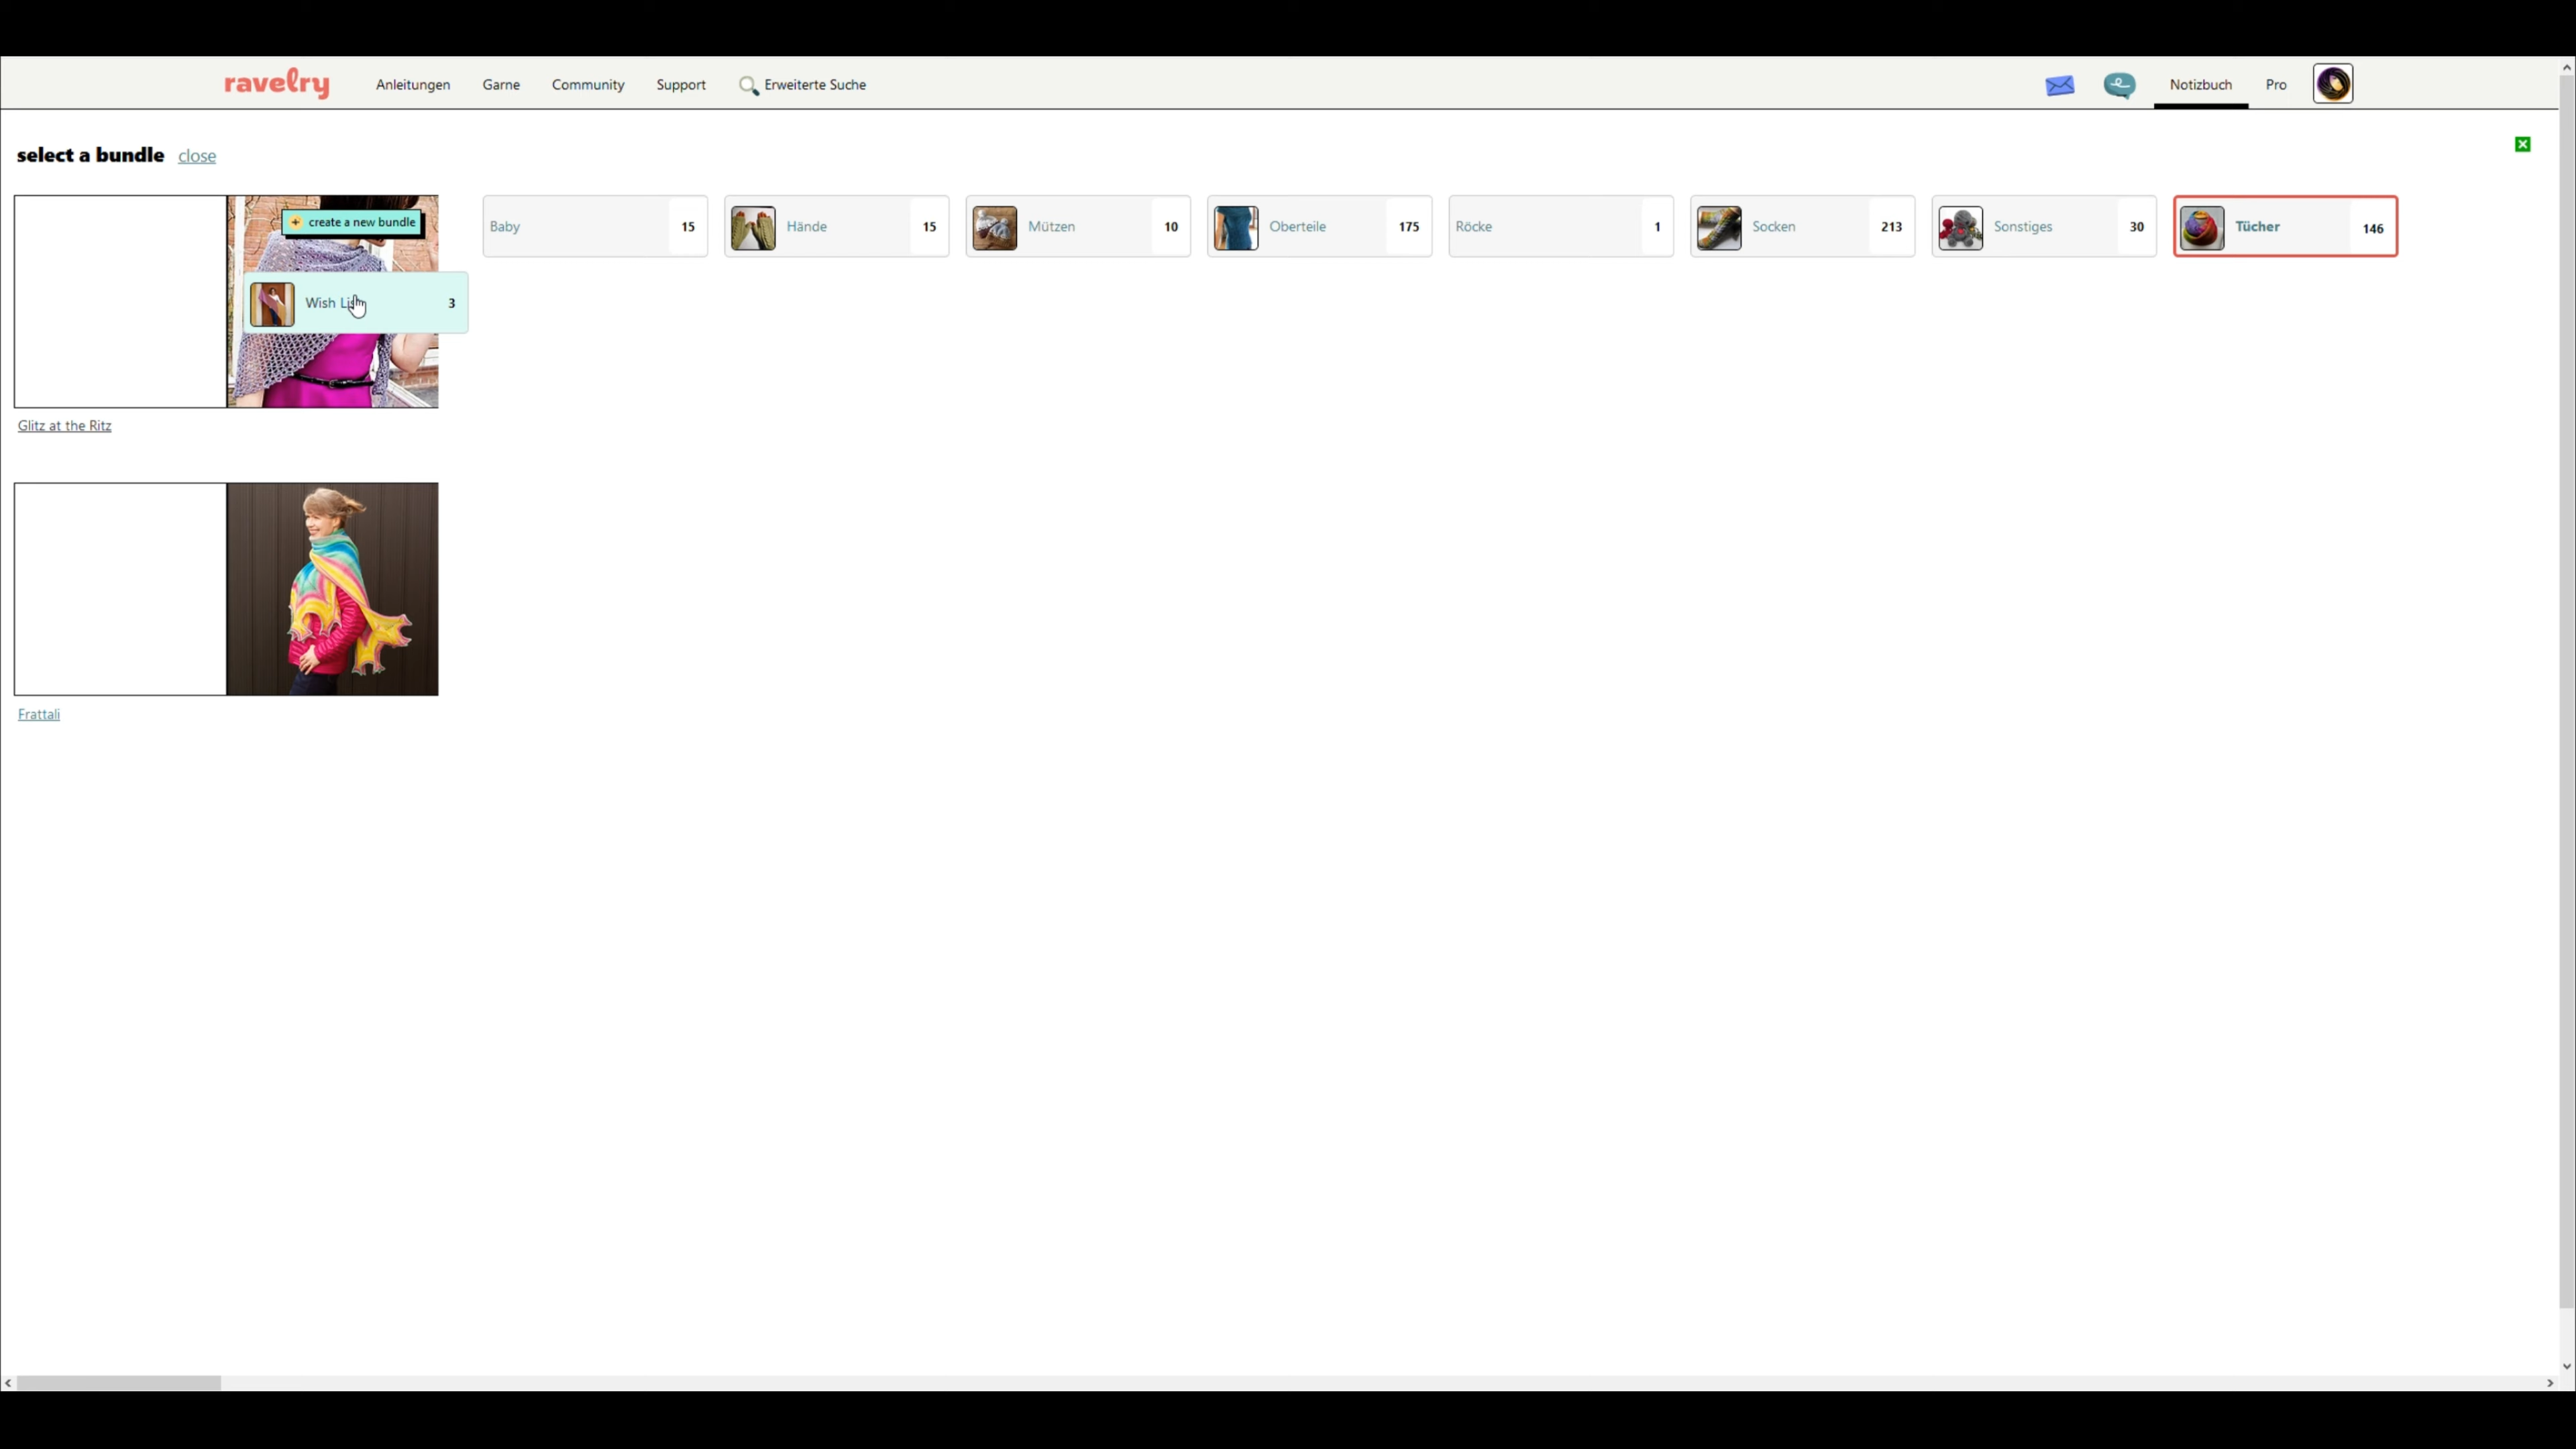 ravelry Anleitungen Garne Community Support Erweiterte Suche Notizbuch Pro
select a bundle close
create a new bundle
Baby 15 Hände 15 Mützen 10 Oberteile 175 Röcke 1 Socken 213 Sonstiges 30 Tücher 146
Wish 3
Glitz at the Ritz
Frattali